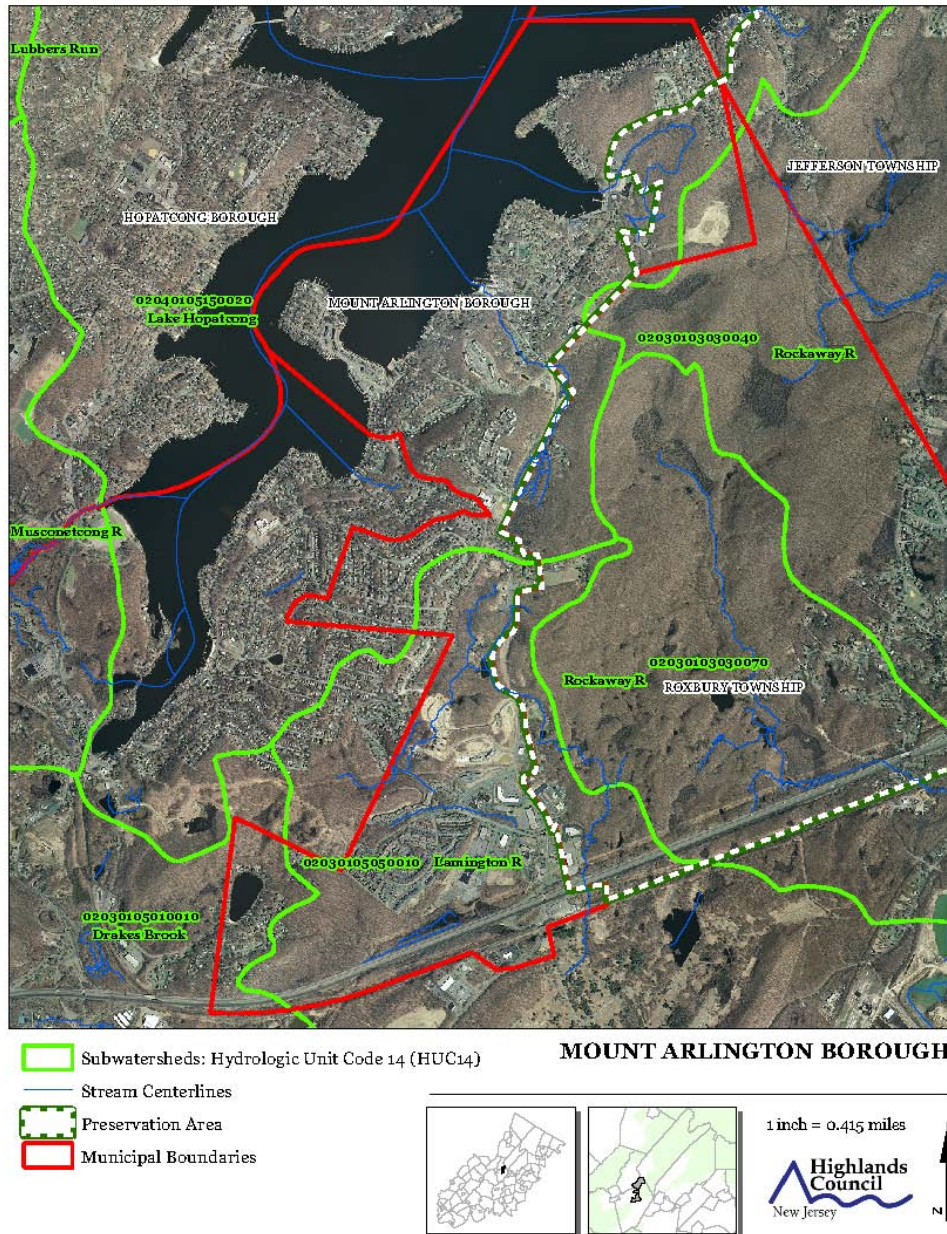 Lubbers Run
JEFFERSON TOWNSHIP
HOPATCONG BOROUGH
02040105150020
Lake Hopatcong
MOUNT ARLINGTON BOROUGH
02030103030040
Rockaway R
Musconetcong R
02030103030070
Rockaway R
ROXBURY TOWNSHIP
02030105050010 Lamington R
02030105010010
Drakes Brook
Subwatersheds: Hydrologic Unit Code 14 (HUC14)
Stream Centerlines
Preservation Area
Municipal Boundaries
MOUNT ARLINGTON BOROUGH
1 inch = 0.415 miles
Highlands
Council
New Jersey
N